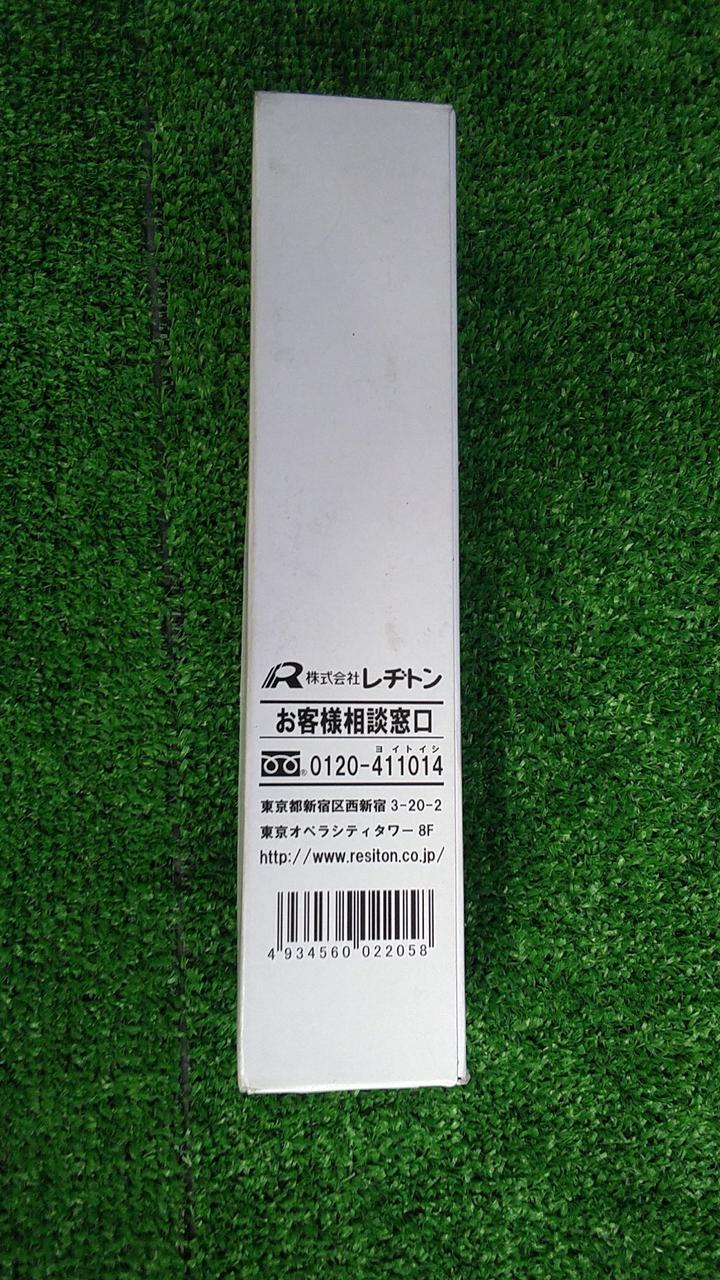 株式会社レヂトン
お客様相談窓口
ヨイトイシ
0120-411014
東京都新宿区西新宿 3-20-2
東京オペラシティタワー 8F
http://www.resiton.co.jp/
4 934560 022058